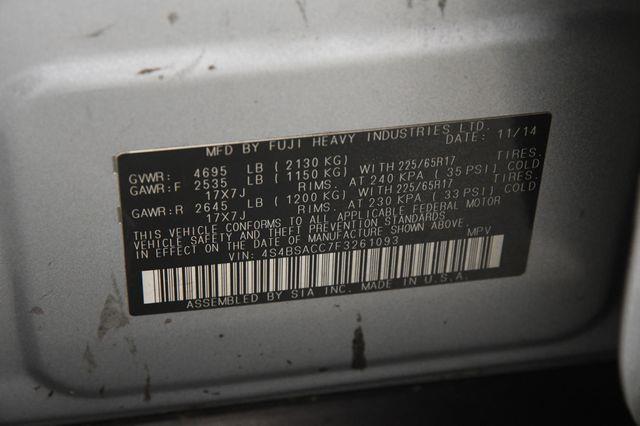 MFD BY FUJI HEAVY INDUSTRIES LTD.
DATE: 11/14
GVWR: 4695 LB (2130 KG)
GAWR:F 2535 LB (1150 KG) WITH 225/65R17 TIRES.
17X7J RIMS. AT 240 KPA (35 PSI) COLD
GAWR:R 2645 LB (1200 KG) WITH 225/65R17 TIRES.
17X7J RIMS. AT 230 KPA (33 PSI) COLD
THIS VEHICLE CONFORMS TO ALL APPLICABLE FEDERAL MOTOR
VEHICLE SAFETY AND THEFT PREVENTION STANDARDS
IN EFFECT ON THE DATE OF MANUFACTURE SHOWN ABOVE.
VIN: 4S4BSACC7F3261093 MPV
ASSEMBLED BY SIA INC. MADE IN U.S.A.